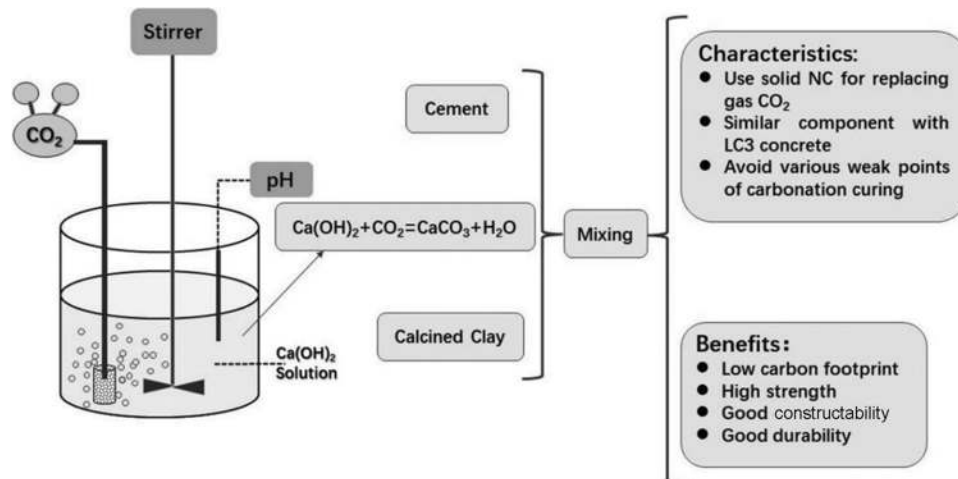 Stirrer
CO₂
pH
Ca(OH)₂
Solution
Cement
Ca(OH)₂+CO₂=CaCO₃+H₂O
Calcined Clay
Mixing
Characteristics:
● Use solid NC for replacing
gas CO₂
● Similar component with
LC3 concrete
● Avoid various weak points
of carbonation curing
Benefits：
● Low carbon footprint
● High strength
● Good constructability
● Good durability